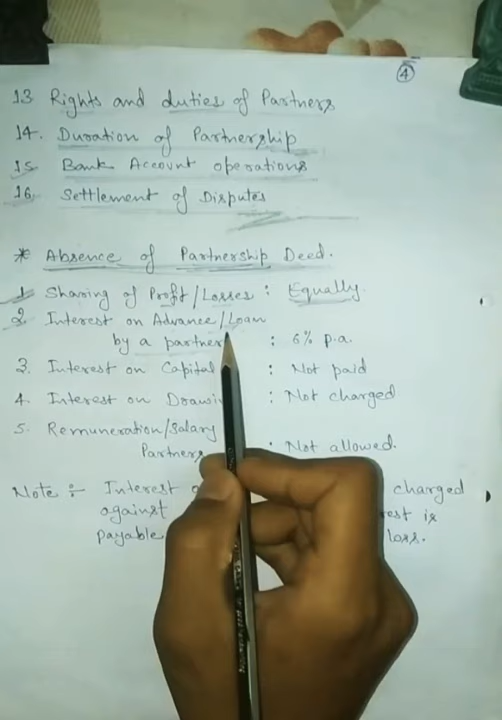 4
13 Rights and duties of Partners
14. Duration of Partnership
15. Bank Account operations
16. Settlement of Disputes
* Absence of Partnership Deed.
1 Sharing of Profit/Losses : Equally.
2. Interest on Advance/Loan
by a partner : 6% p.a.
3. Interest on Capital : Not paid
4. Interest on : Not charged
5. Remuneration/Salary
Partners : Not allowed.
Note :- Interest charged
against is
payable loss.